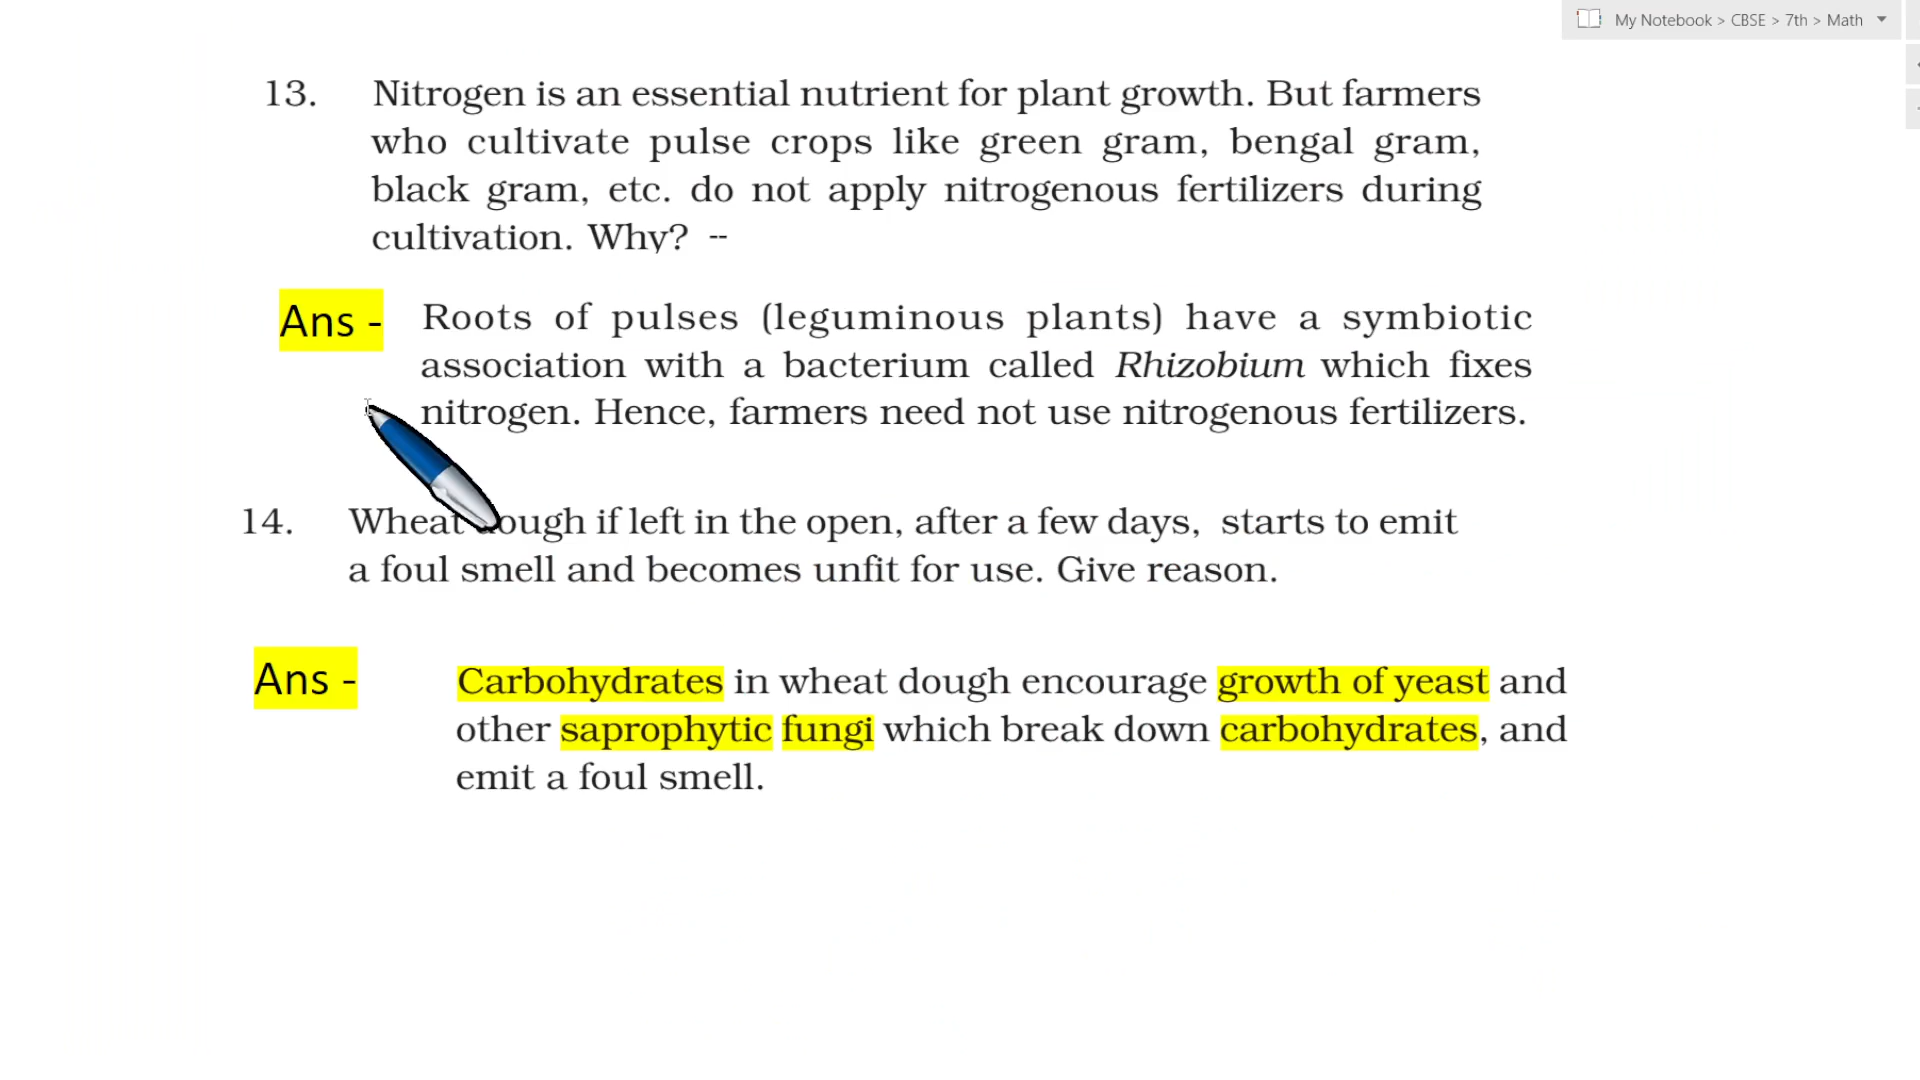 My Notebook > CBSE > 7th > Math
13. Nitrogen is an essential nutrient for plant growth. But farmers
who cultivate pulse crops like green gram, bengal gram,
black gram, etc. do not apply nitrogenous fertilizers during
cultivation. Why? --
Ans - Roots of pulses (leguminous plants) have a symbiotic
association with a bacterium called Rhizobium which fixes
nitrogen. Hence, farmers need not use nitrogenous fertilizers.
14. Wheat dough if left in the open, after a few days, starts to emit
a foul smell and becomes unfit for use. Give reason.
Ans - Carbohydrates in wheat dough encourage growth of yeast and
other saprophytic fungi which break down carbohydrates, and
emit a foul smell.